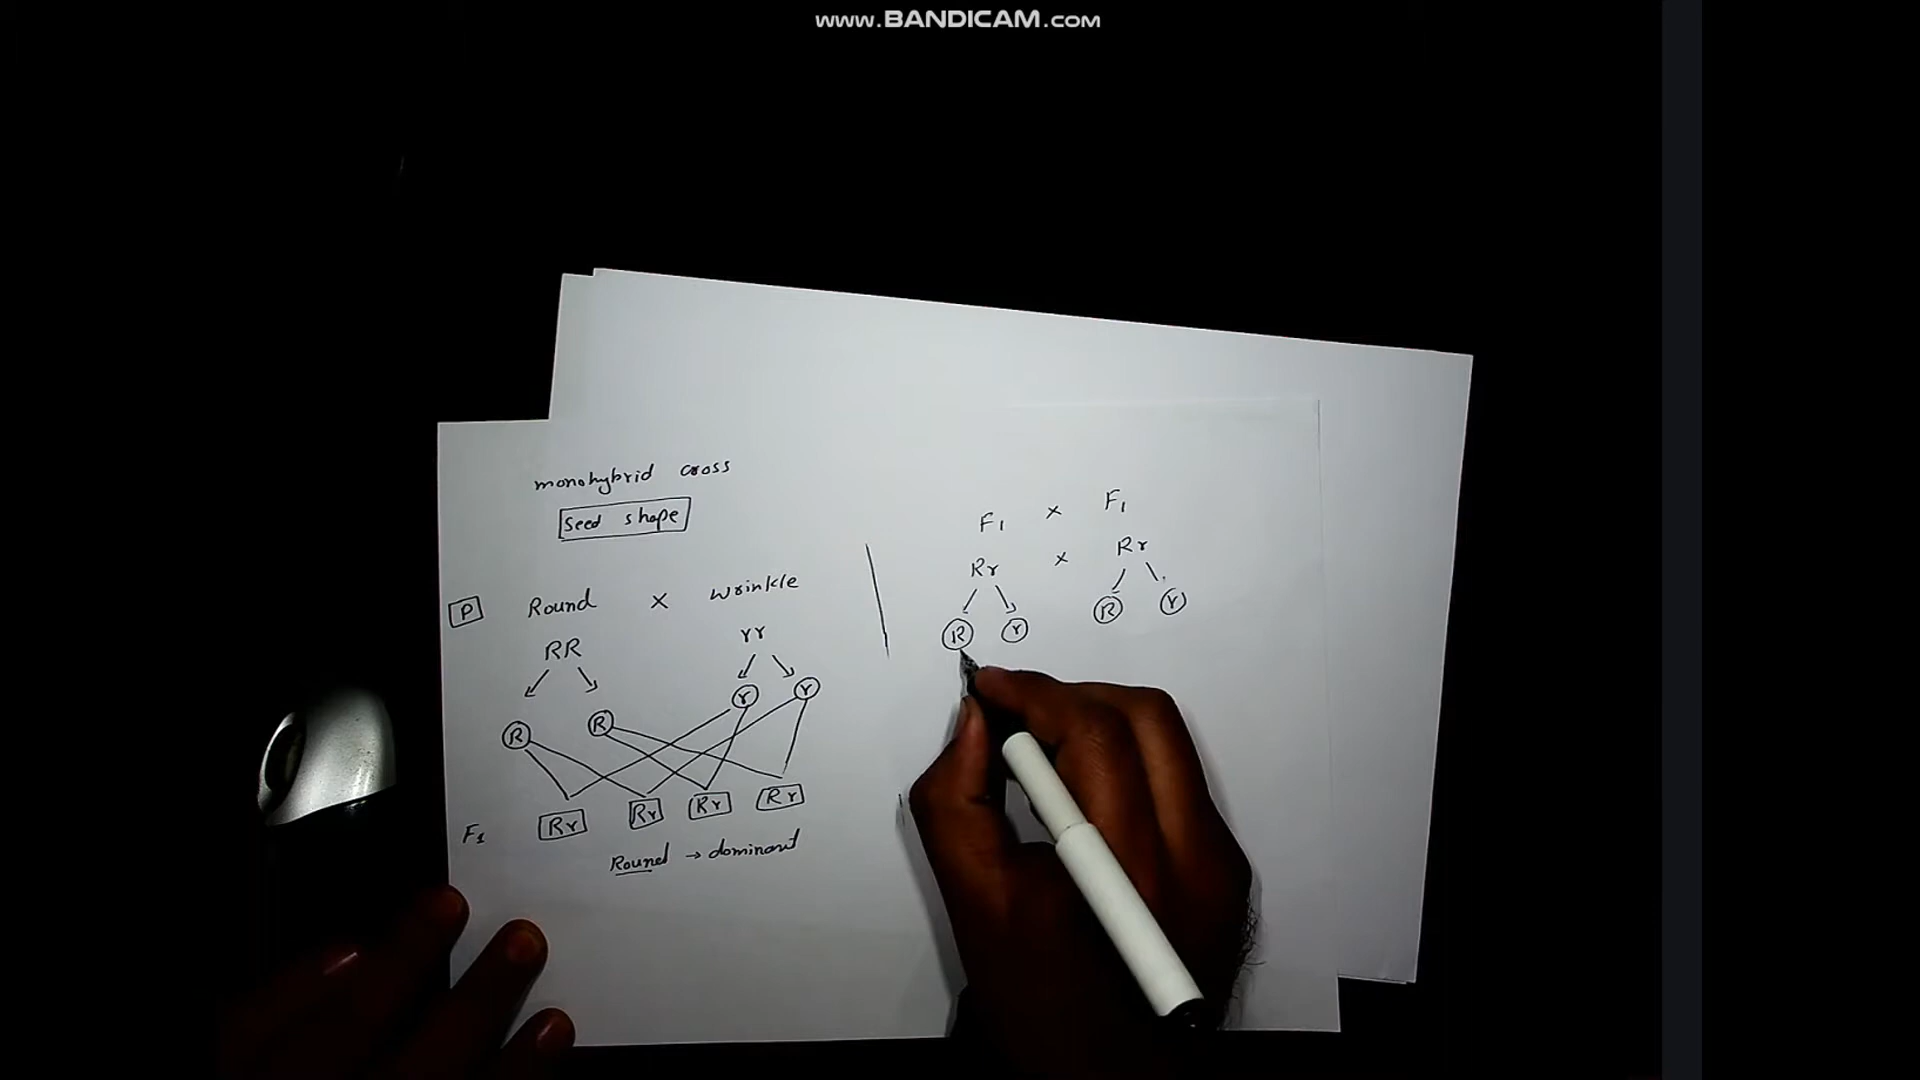 www.BANDICAM.com
monohybrid cross
Seed shape
P Round × wrinkle
RR rr
R R r r
F1 Rr Rr Rr Rr
Round → dominant
F1 × F1
Rr × Rr
R r R r